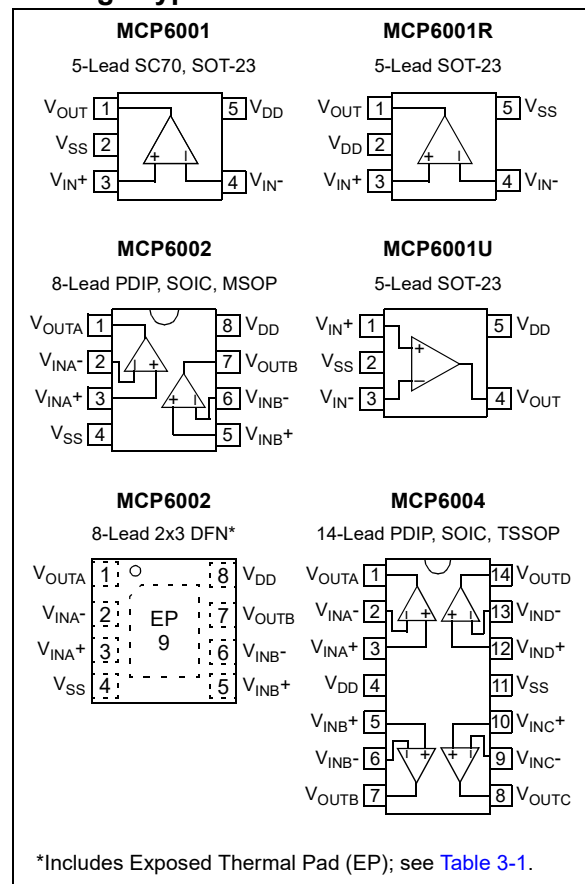 MCP6001
5-Lead SC70, SOT-23
VOUT 1
5 VDD
VSS 2
+ –
VIN+ 3
4 VIN-
MCP6001R
5-Lead SOT-23
VOUT 1
5 VSS
VDD 2
+ –
VIN+ 3
4 VIN-
MCP6002
8-Lead PDIP, SOIC, MSOP
VOUTA 1
8 VDD
VINA- 2
- +
7 VOUTB
VINA+ 3
+ -
6 VINB-
VSS 4
5 VINB+
MCP6001U
5-Lead SOT-23
VIN+ 1
5 VDD
+
VSS 2
–
VIN- 3
4 VOUT
MCP6002
8-Lead 2x3 DFN*
VOUTA 1
8 VDD
VINA- 2
EP
7 VOUTB
VINA+ 3
9
6 VINB-
VSS 4
5 VINB+
MCP6004
14-Lead PDIP, SOIC, TSSOP
VOUTA 1
14 VOUTD
VINA- 2
- + + -
13 VIND-
VINA+ 3
12 VIND+
VDD 4
11 VSS
VINB+ 5
10 VINC+
VINB- 6
- + + -
9 VINC-
VOUTB 7
8 VOUTC
*Includes Exposed Thermal Pad (EP); see Table 3-1.